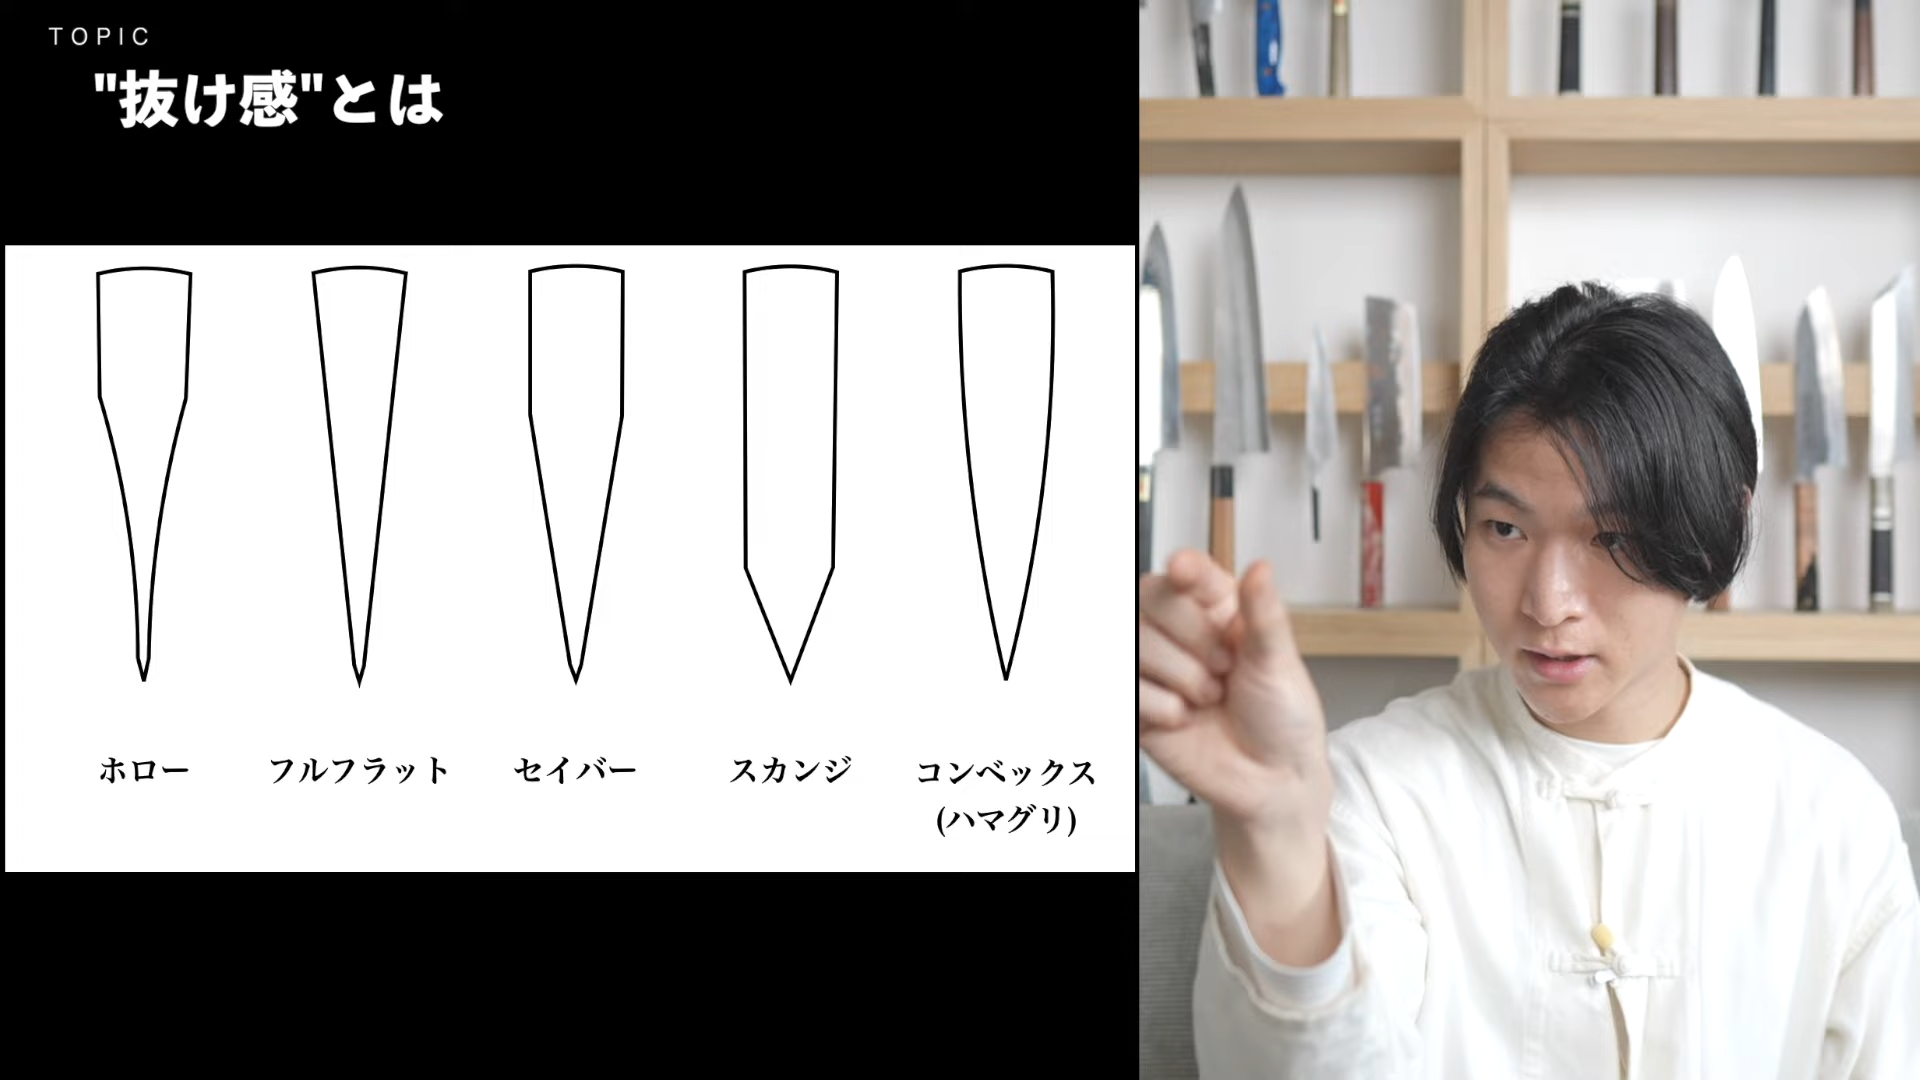 TOPIC
"抜け感"とは
ホロー
フルフラット
セイバー
スカンジ
コンベックス
(ハマグリ)